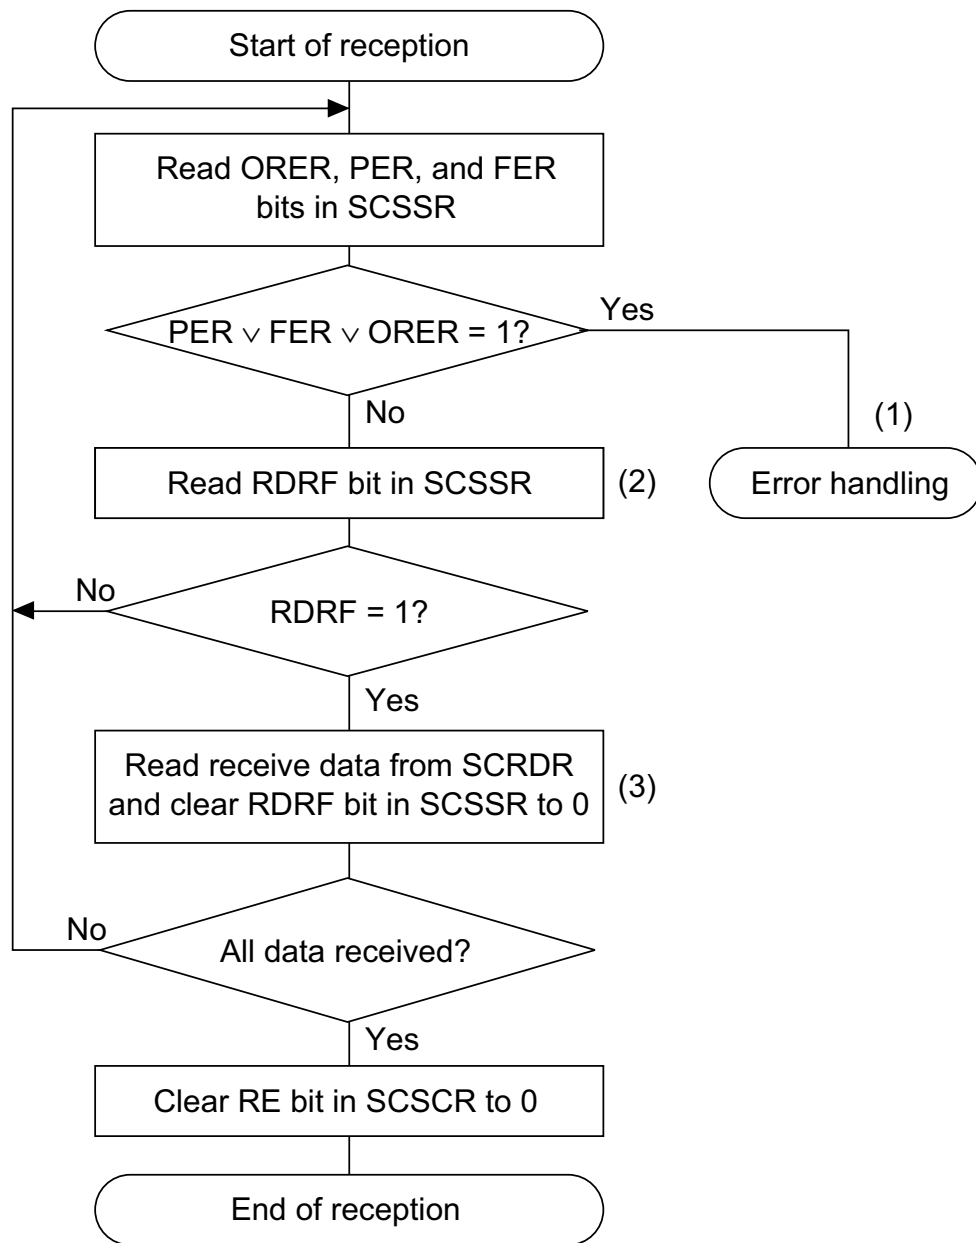 Start of reception
Read ORER, PER, and FER
bits in SCSSR
PER ∨ FER ∨ ORER = 1?
Yes
No
(1)
Error handling
Read RDRF bit in SCSSR
(2)
No
RDRF = 1?
Yes
Read receive data from SCRDR
and clear RDRF bit in SCSSR to 0
(3)
No
All data received?
Yes
Clear RE bit in SCSCR to 0
End of reception